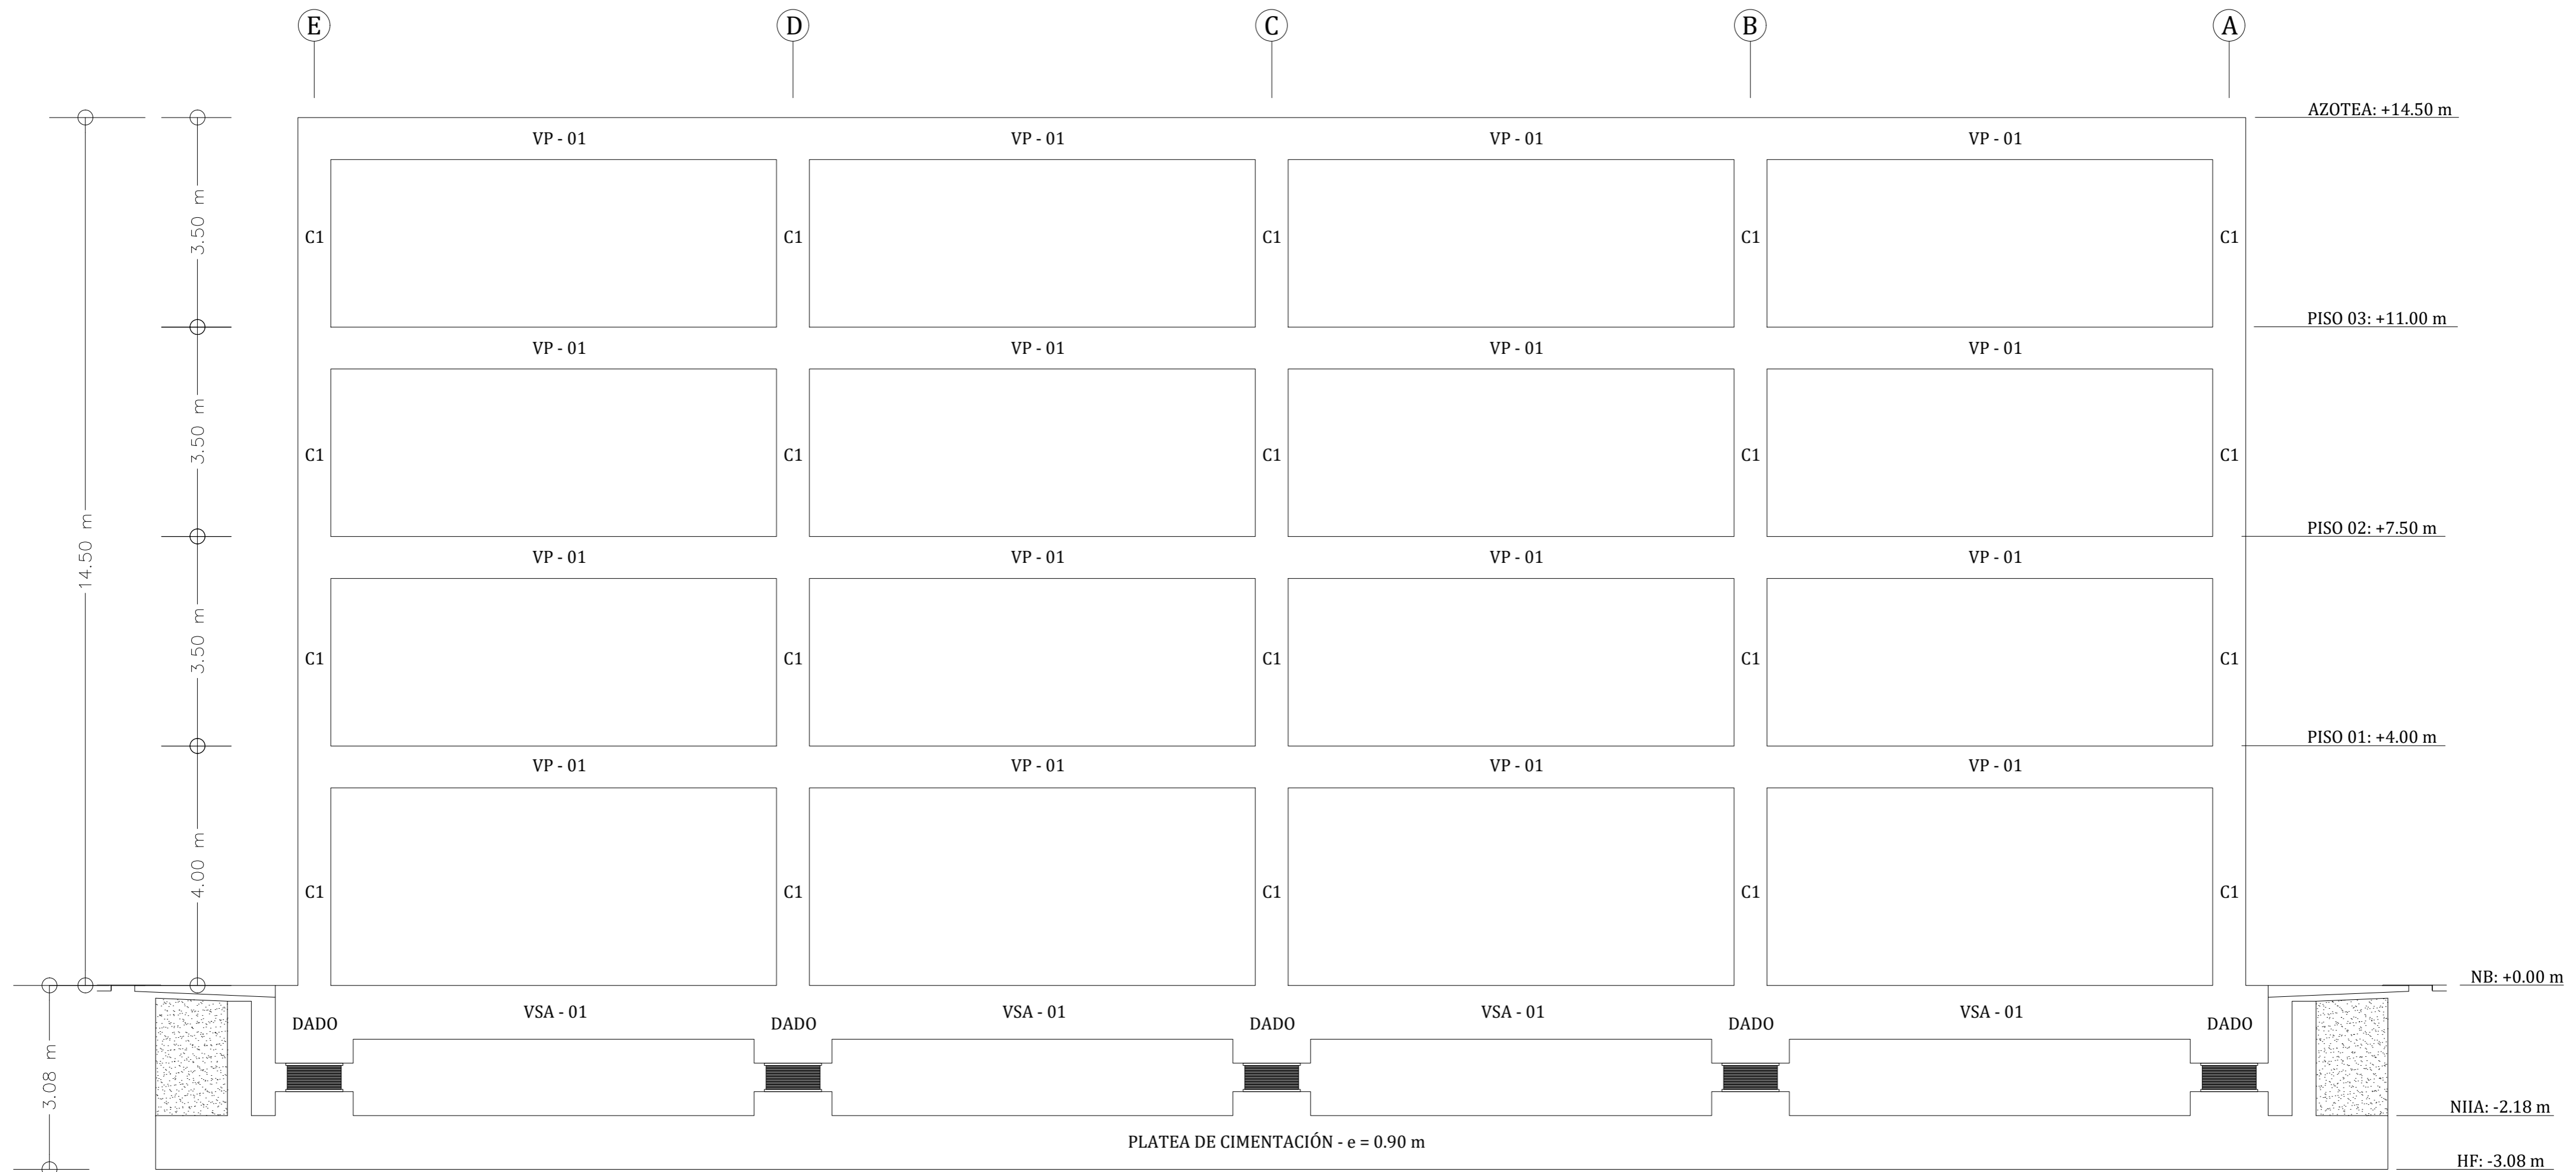 E D C B A
AZOTEA: +14.50 m
VP - 01 VP - 01 VP - 01 VP - 01
3.50 m
C1 C1 C1 C1 C1
PISO 03: +11.00 m
VP - 01 VP - 01 VP - 01 VP - 01
3.50 m
C1 C1 C1 C1 C1
14.50 m
PISO 02: +7.50 m
VP - 01 VP - 01 VP - 01 VP - 01
3.50 m
C1 C1 C1 C1 C1
PISO 01: +4.00 m
VP - 01 VP - 01 VP - 01 VP - 01
4.00 m
C1 C1 C1 C1 C1
NB: +0.00 m
VSA - 01 VSA - 01 VSA - 01 VSA - 01
DADO DADO DADO DADO DADO
3.08 m
NIIA: -2.18 m
PLATEA DE CIMENTACIÓN - e = 0.90 m
HF: -3.08 m